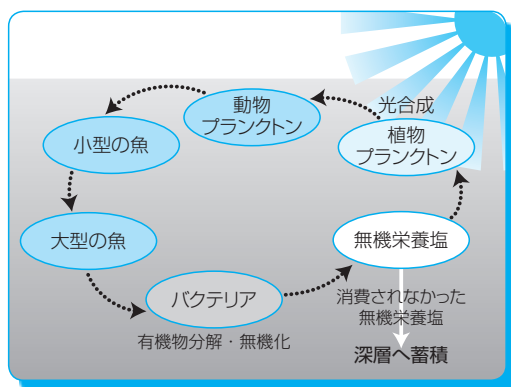 動物
プランクトン
光合成
植物
プランクトン
小型の魚
大型の魚
無機栄養塩
バクテリア
有機物分解・無機化
消費されなかった
無機栄養塩
深層へ蓄積